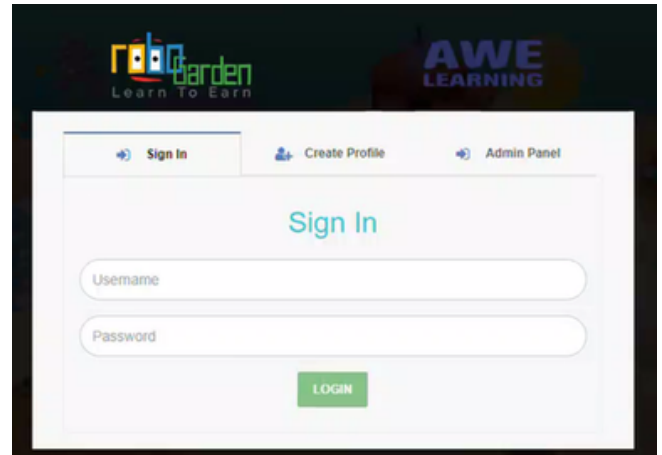 roboGarden
Learn To Earn
AWE
LEARNING
Sign In
Create Profile
Admin Panel
Sign In
Username
Password
LOGIN